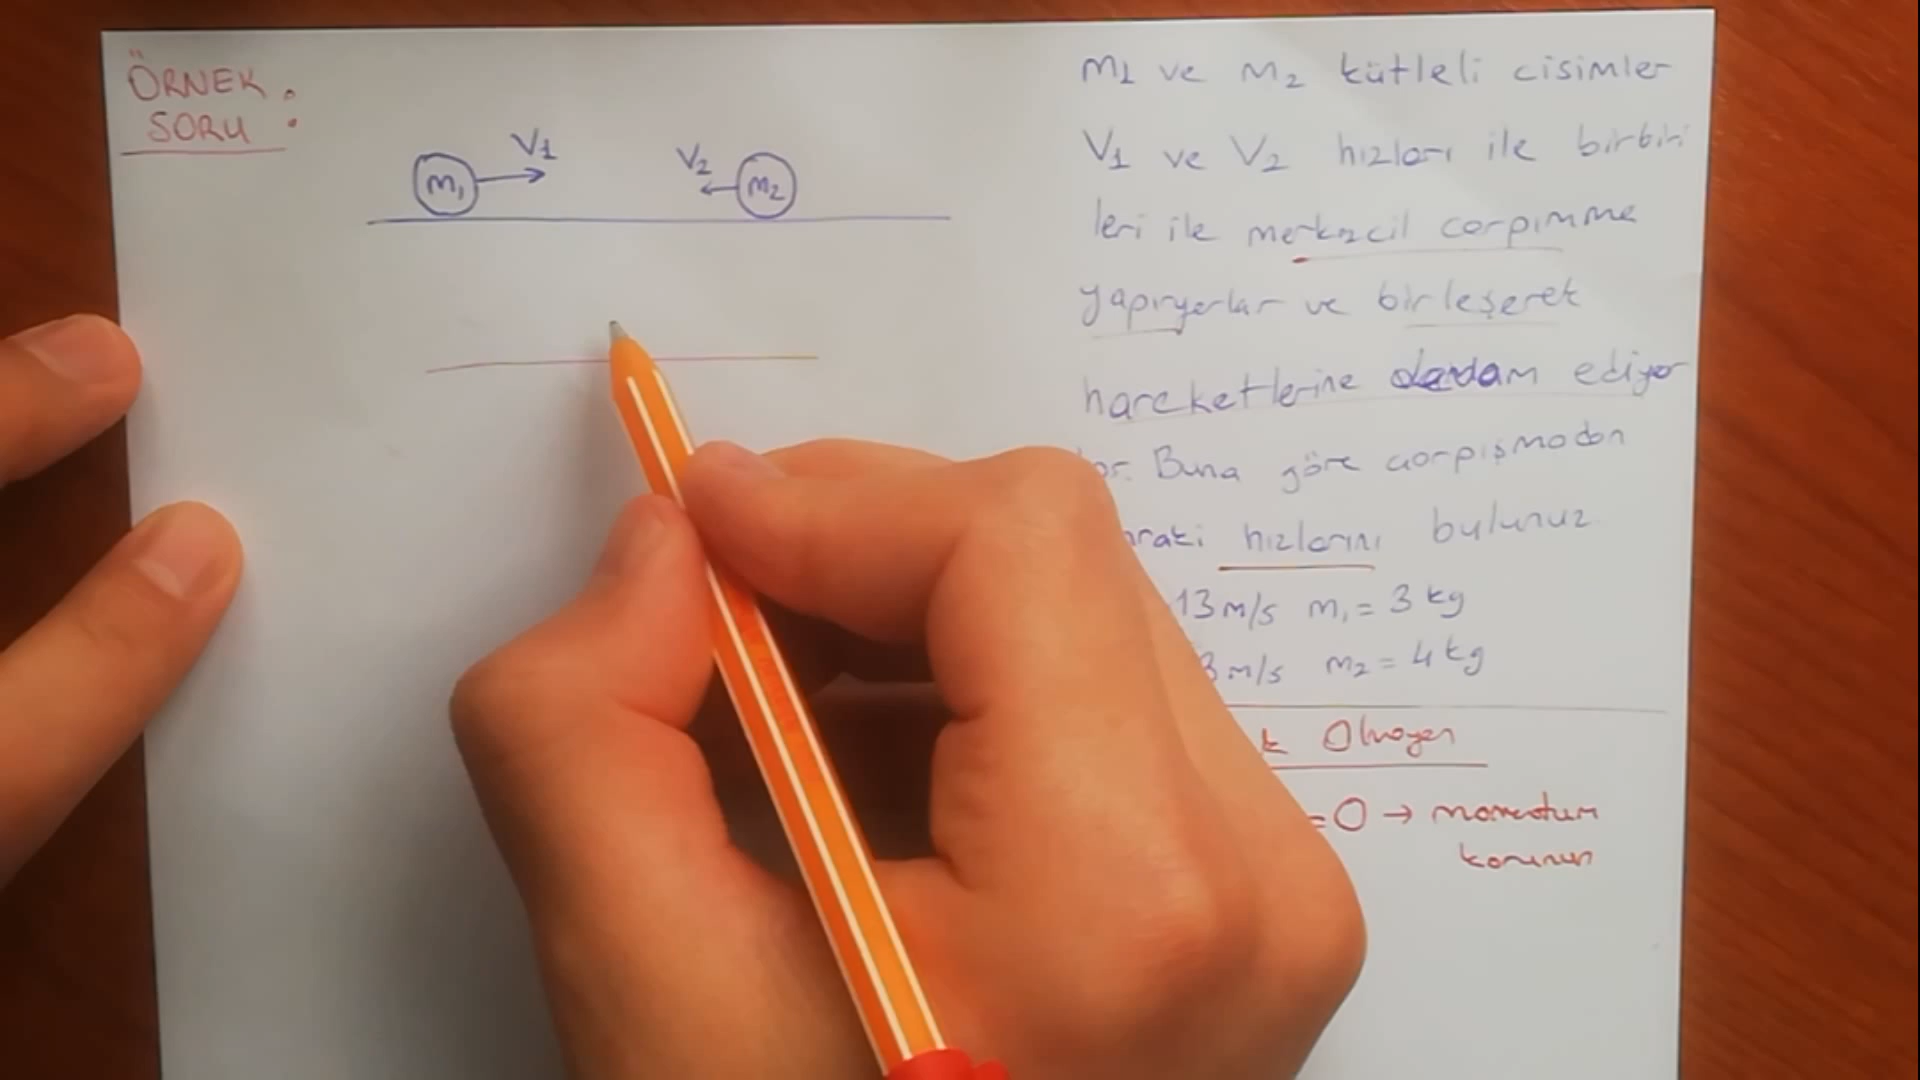 ÖRNEK
SORU :
m₁
V₁
V₂
m₂
m₁ ve m₂ kütleli cisimler
V₁ ve V₂ hızları ile birbiri
leri ile merkezcil çarpımma
yapıyorlar ve birleşerek
hareketlerine devam ediyor
Buna göre çarpışmadan
hızlarını bulunuz
13 m/s m₁ = 3 kg
m/s m₂ = 4 kg
Olmayan
=0 → momentum
korunur